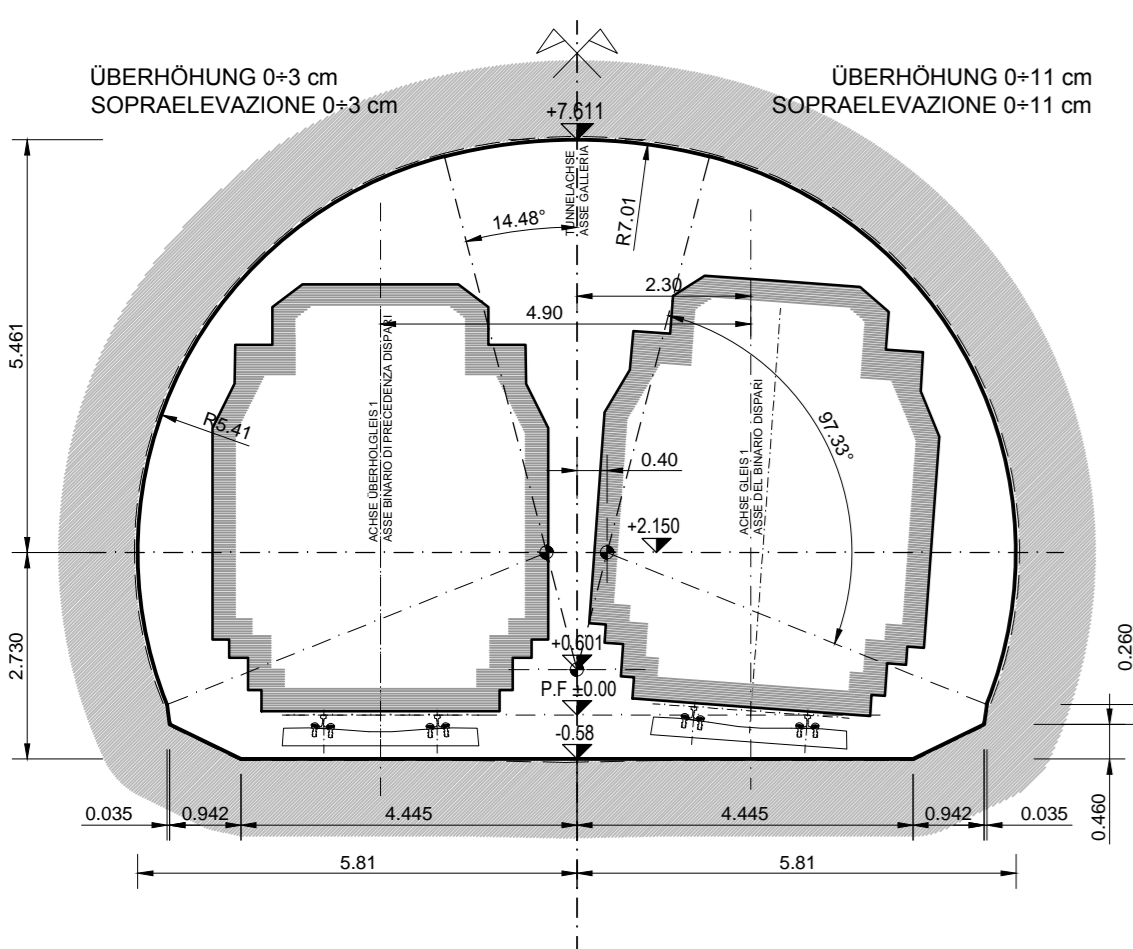 ÜBERHÖHUNG 0÷3 cm
SOPRAELEVAZIONE 0÷3 cm
ÜBERHÖHUNG 0÷11 cm
SOPRAELEVAZIONE 0÷11 cm
+7.611
TUNNELACHSE
ASSE GALLERIA
14.48°
R7.01
2.30
4.90
5.461
R5.41
ACHSE ÜBERHOLGLEIS 1
ASSE BINARIO DI PRECEDENZA DISPARI
ACHSE GLEIS 1
ASSE DEL BINARIO DISPARI
97.33°
0.40
+2.150
2.730
+0.601
P.F ±0.00
-0.58
0.260
0.460
0.035
0.942
4.445
4.445
0.942
0.035
5.81
5.81